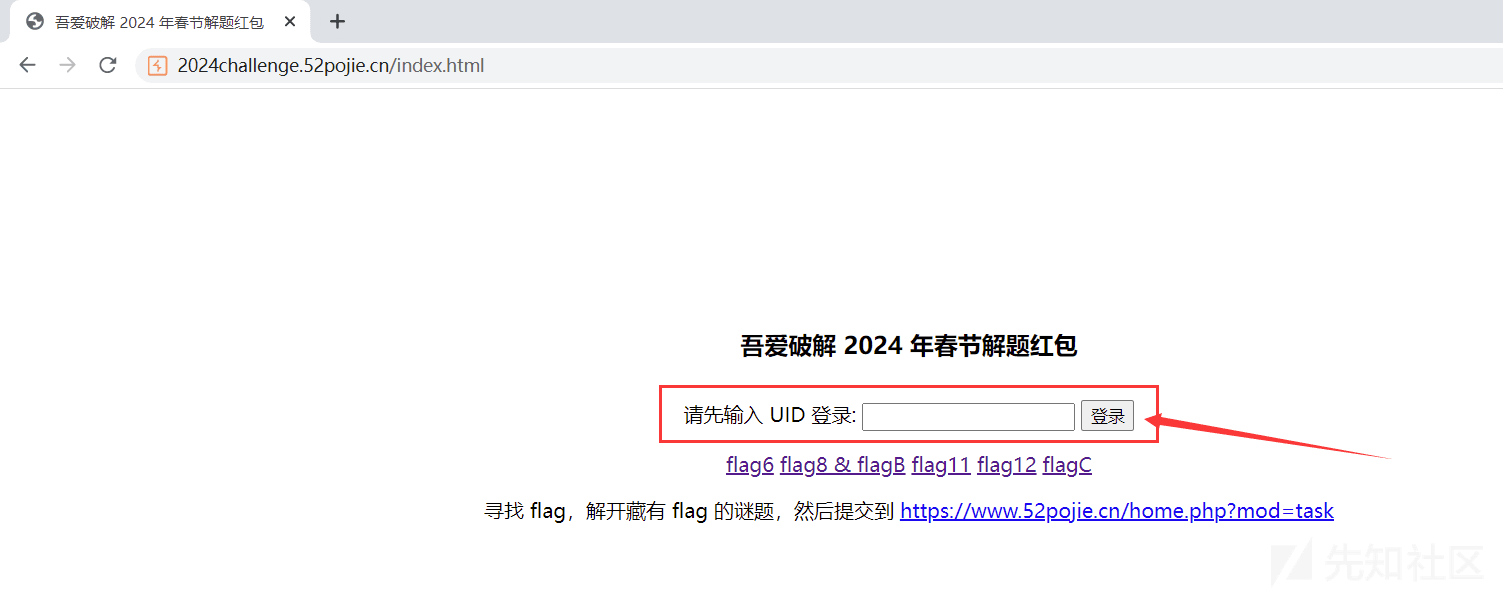 吾爱破解 2024 年春节解题红包
2024challenge.52pojie.cn/index.html
吾爱破解 2024 年春节解题红包
请先输入 UID 登录: 登录
flag6 flag8 & flagB flag11 flag12 flagC
寻找 flag，解开藏有 flag 的谜题，然后提交到 https://www.52pojie.cn/home.php?mod=task
先知社区